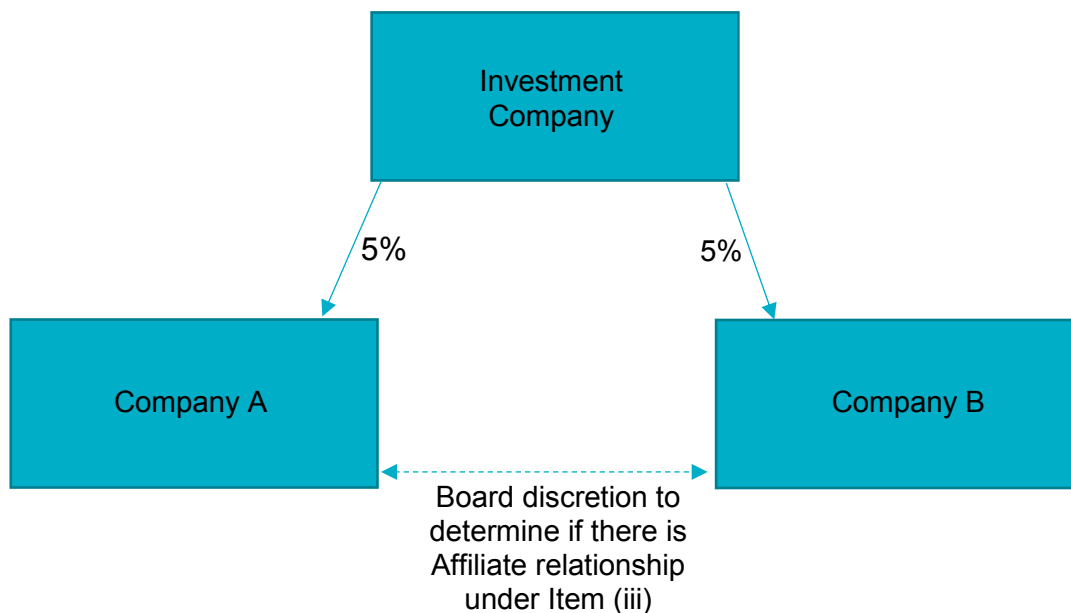 Investment
Company
5%
5%
Company A
Company B
Board discretion to
determine if there is
Affiliate relationship
under Item (iii)